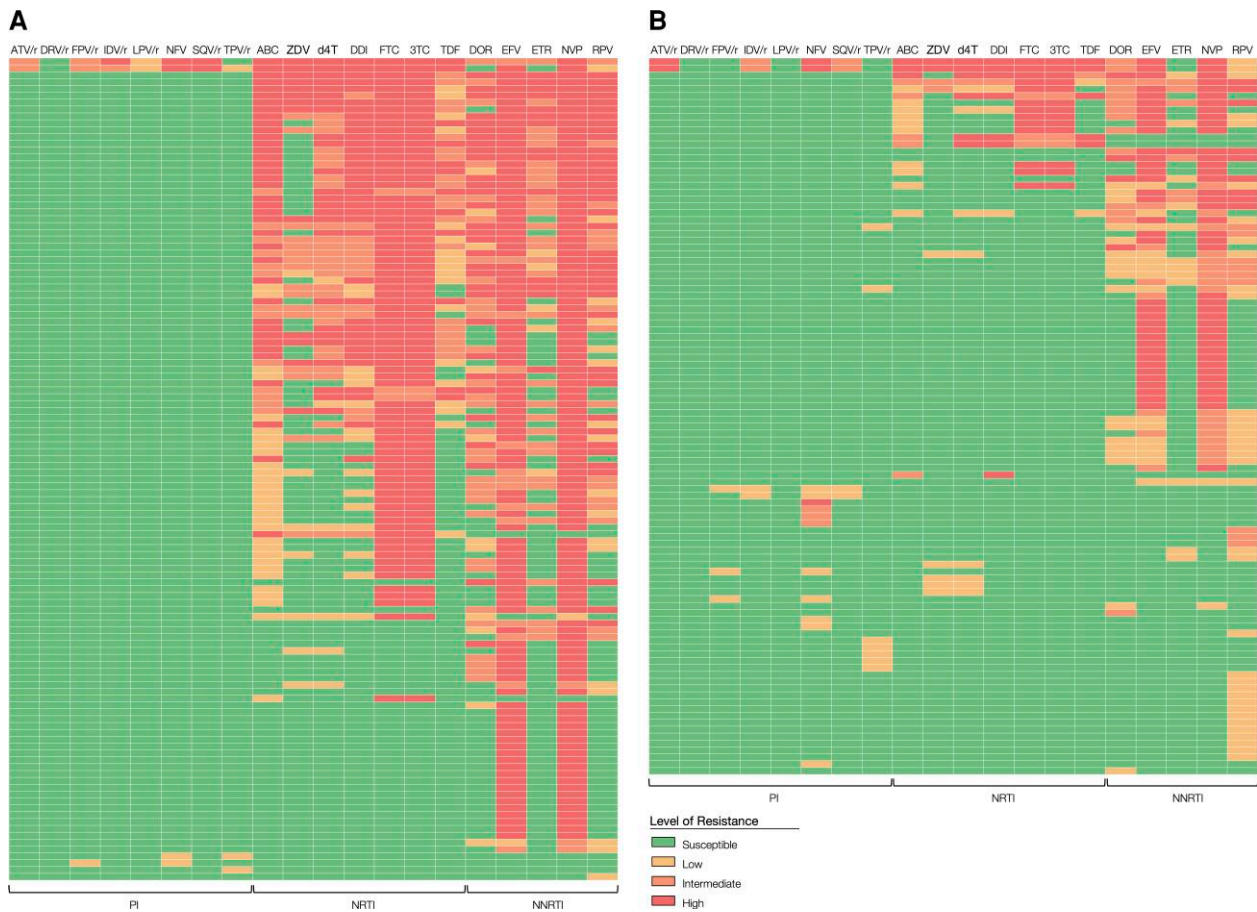 A
ATV/r DRV/r FPV/r IDV/r LPV/r NFV SQV/r TPV/r ABC ZDV d4T DDI FTC 3TC TDF DOR EFV ETR NVP RPV
PI NRTI NNRTI
B
ATV/r DRV/r FPV/r IDV/r LPV/r NFV SQV/r TPV/r ABC ZDV d4T DDI FTC 3TC TDF DOR EFV ETR NVP RPV
PI NRTI NNRTI
Level of Resistance
Susceptible
Low
Intermediate
High